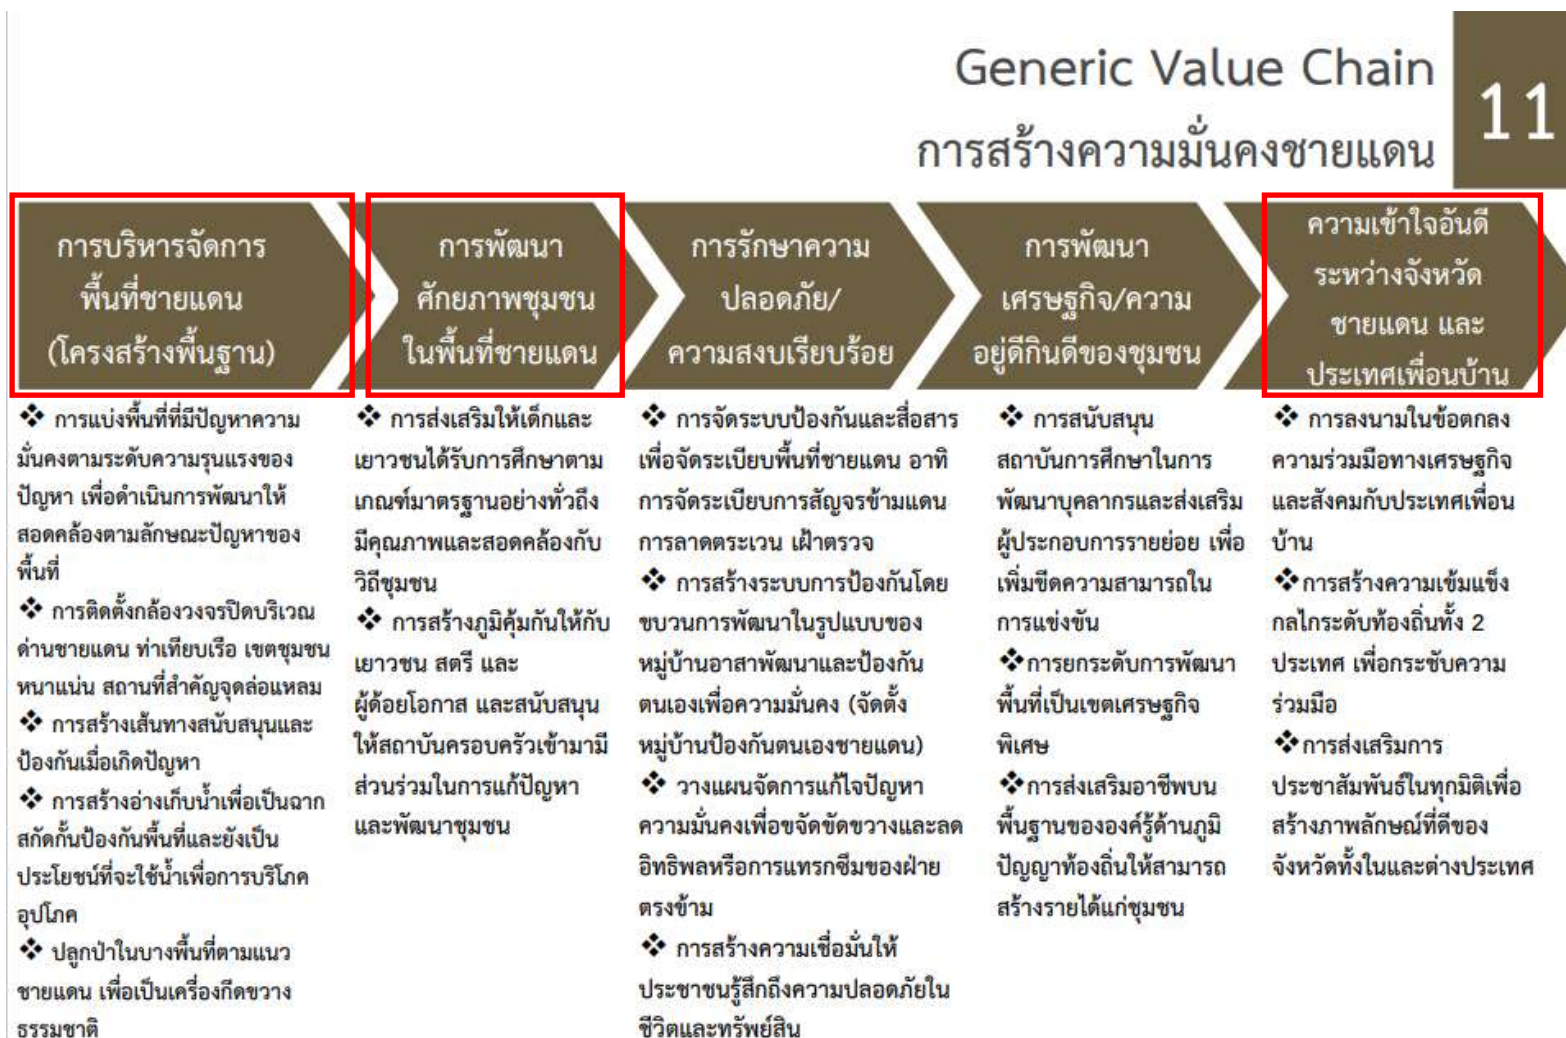 Generic Value Chain
การสร้างความมั่นคงชายแดน
11
การบริหารจัดการ
พื้นที่ชายแดน
(โครงสร้างพื้นฐาน)
❖ การแบ่งพื้นที่ที่มีปัญหาความ
มั่นคงตามระดับความรุนแรงของ
ปัญหา เพื่อดำเนินการพัฒนาให้
สอดคล้องตามลักษณะปัญหาของ
พื้นที่
❖ การติดตั้งกล้องวงจรปิดบริเวณ
ด่านชายแดน ท่าเทียบเรือ เขตชุมชน
หนาแน่น สถานที่สำคัญจุดล่อแหลม
❖ การสร้างเส้นทางสนับสนุนและ
ป้องกันเมื่อเกิดปัญหา
❖ การสร้างอ่างเก็บน้ำเพื่อเป็นฉาก
สกัดกั้นป้องกันพื้นที่และยังเป็น
ประโยชน์ที่จะใช้น้ำเพื่อการบริโภค
อุปโภค
❖ ปลูกป่าในบางพื้นที่ตามแนว
ชายแดน เพื่อเป็นเครื่องกีดขวาง
ธรรมชาติ
การพัฒนา
ศักยภาพชุมชน
ในพื้นที่ชายแดน
❖ การส่งเสริมให้เด็กและ
เยาวชนได้รับการศึกษาตาม
เกณฑ์มาตรฐานอย่างทั่วถึง
มีคุณภาพและสอดคล้องกับ
วิถีชุมชน
❖ การสร้างภูมิคุ้มกันให้กับ
เยาวชน สตรี และ
ผู้ด้อยโอกาส และสนับสนุน
ให้สถาบันครอบครัวเข้ามามี
ส่วนร่วมในการแก้ปัญหา
และพัฒนาชุมชน
การรักษาความ
ปลอดภัย/
ความสงบเรียบร้อย
❖ การจัดระบบป้องกันและสื่อสาร
เพื่อจัดระเบียบพื้นที่ชายแดน อาทิ
การจัดระเบียบการสัญจรข้ามแดน
การลาดตระเวน เฝ้าตรวจ
❖ การสร้างระบบการป้องกันโดย
ขบวนการพัฒนาในรูปแบบของ
หมู่บ้านอาสาพัฒนาและป้องกัน
ตนเองเพื่อความมั่นคง (จัดตั้ง
หมู่บ้านป้องกันตนเองชายแดน)
❖ วางแผนจัดการแก้ไจปัญหา
ความมั่นคงเพื่อขจัดขัดขวางและลด
อิทธิพลหรือการแทรกซึมของฝ่าย
ตรงข้าม
❖ การสร้างความเชื่อมั่นให้
ประชาชนรู้สึกถึงความปลอดภัยใน
ชีวิตและทรัพย์สิน
การพัฒนา
เศรษฐกิจ/ความ
อยู่ดีกินดีของชุมชน
❖ การสนับสนุน
สถาบันการศึกษาในการ
พัฒนาบุคลากรและส่งเสริม
ผู้ประกอบการรายย่อย เพื่อ
เพิ่มขีดความสามารถใน
การแข่งขัน
❖การยกระดับการพัฒนา
พื้นที่เป็นเขตเศรษฐกิจ
พิเศษ
❖การส่งเสริมอาชีพบน
พื้นฐานขององค์รู้ด้านภูมิ
ปัญญาท้องถิ่นให้สามารถ
สร้างรายได้แก่ชุมชน
ความเข้าใจอันดี
ระหว่างจังหวัด
ชายแดน และ
ประเทศเพื่อนบ้าน
❖ การลงนามในข้อตกลง
ความร่วมมือทางเศรษฐกิจ
และสังคมกับประเทศเพื่อน
บ้าน
❖การสร้างความเข้มแข็ง
กลไกระดับท้องถิ่นทั้ง 2
ประเทศ เพื่อกระชับความ
ร่วมมือ
❖การส่งเสริมการ
ประชาสัมพันธ์ในทุกมิติเพื่อ
สร้างภาพลักษณ์ที่ดีของ
จังหวัดทั้งในและต่างประเทศ